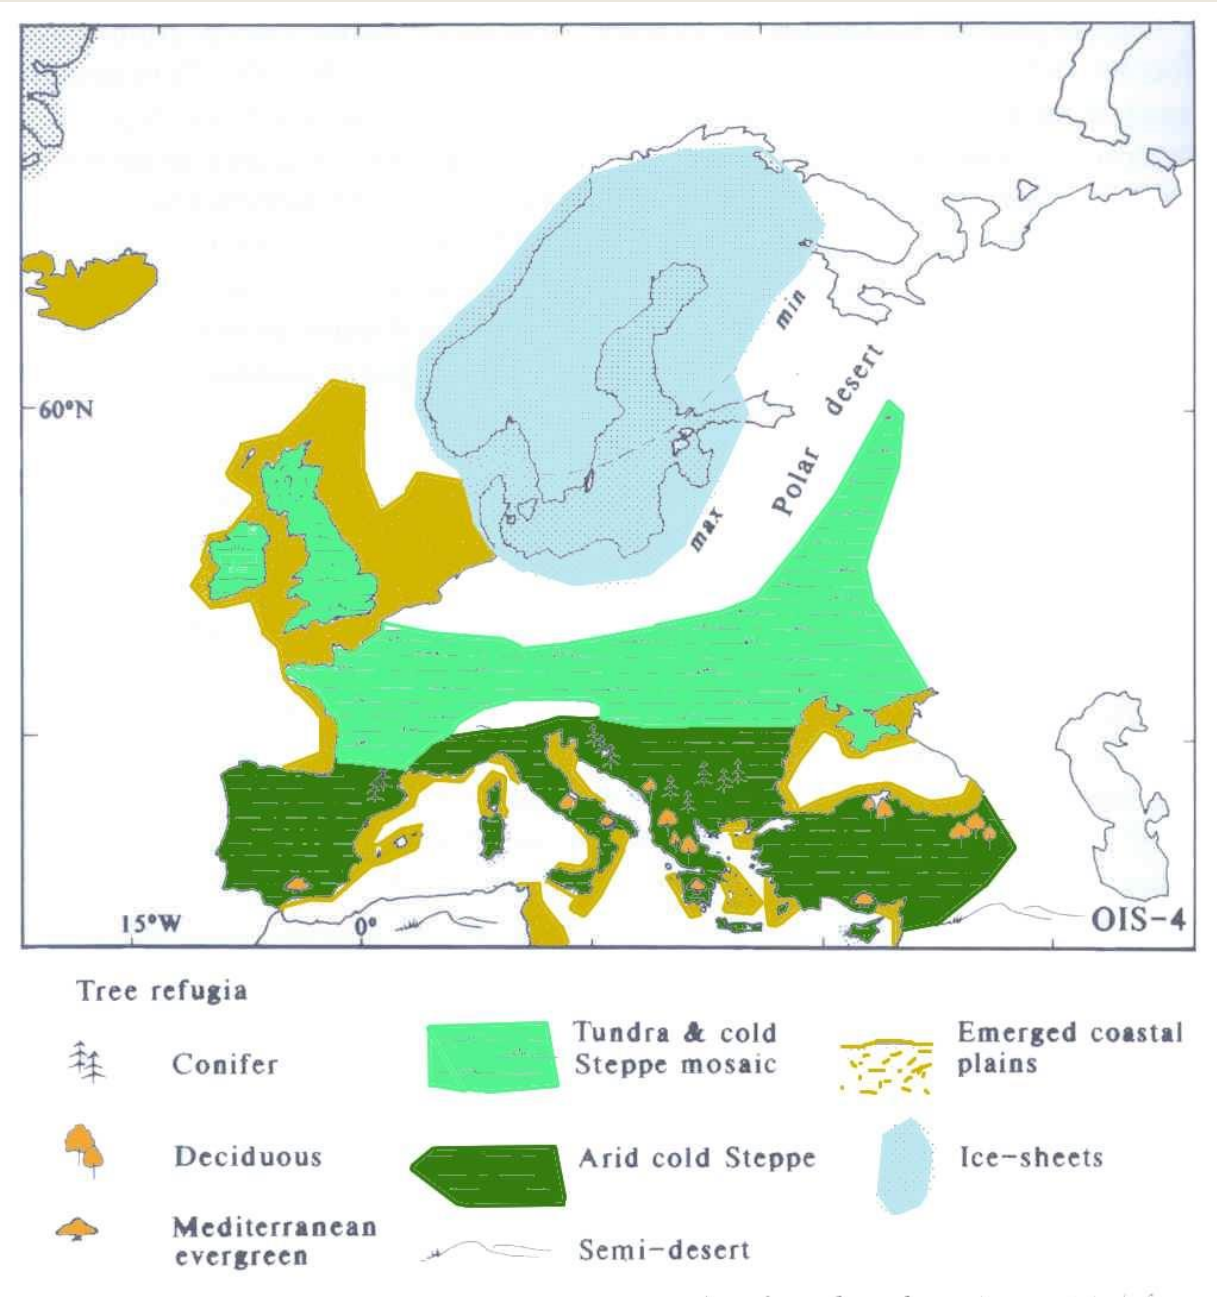 min
60°N
Polar desert
max
15°W
0°
OIS-4
Tree refugia
Conifer
Deciduous
Mediterranean
evergreen
Tundra & cold
Steppe mosaic
Arid cold Steppe
Semi-desert
Emerged coastal
plains
Ice-sheets